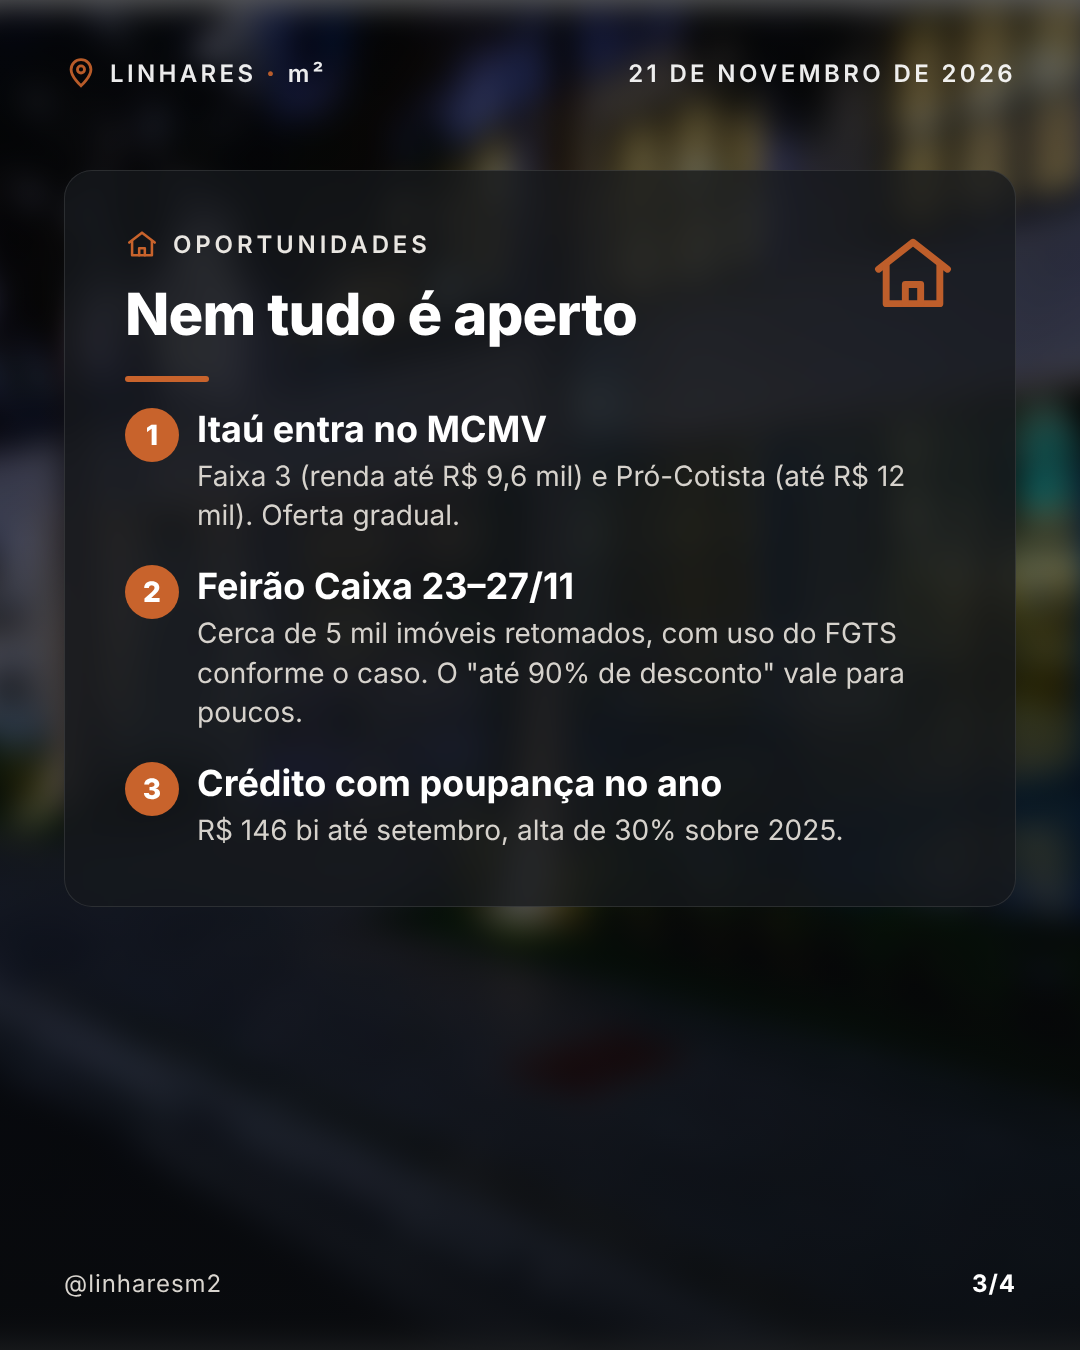 LINHARES · m²
21 DE NOVEMBRO DE 2026
OPORTUNIDADES
Nem tudo é aperto
1 Itaú entra no MCMV
Faixa 3 (renda até R$ 9,6 mil) e Pró-Cotista (até R$ 12
mil). Oferta gradual.
2 Feirão Caixa 23–27/11
Cerca de 5 mil imóveis retomados, com uso do FGTS
conforme o caso. O "até 90% de desconto" vale para
poucos.
3 Crédito com poupança no ano
R$ 146 bi até setembro, alta de 30% sobre 2025.
@linharesm2
3/4